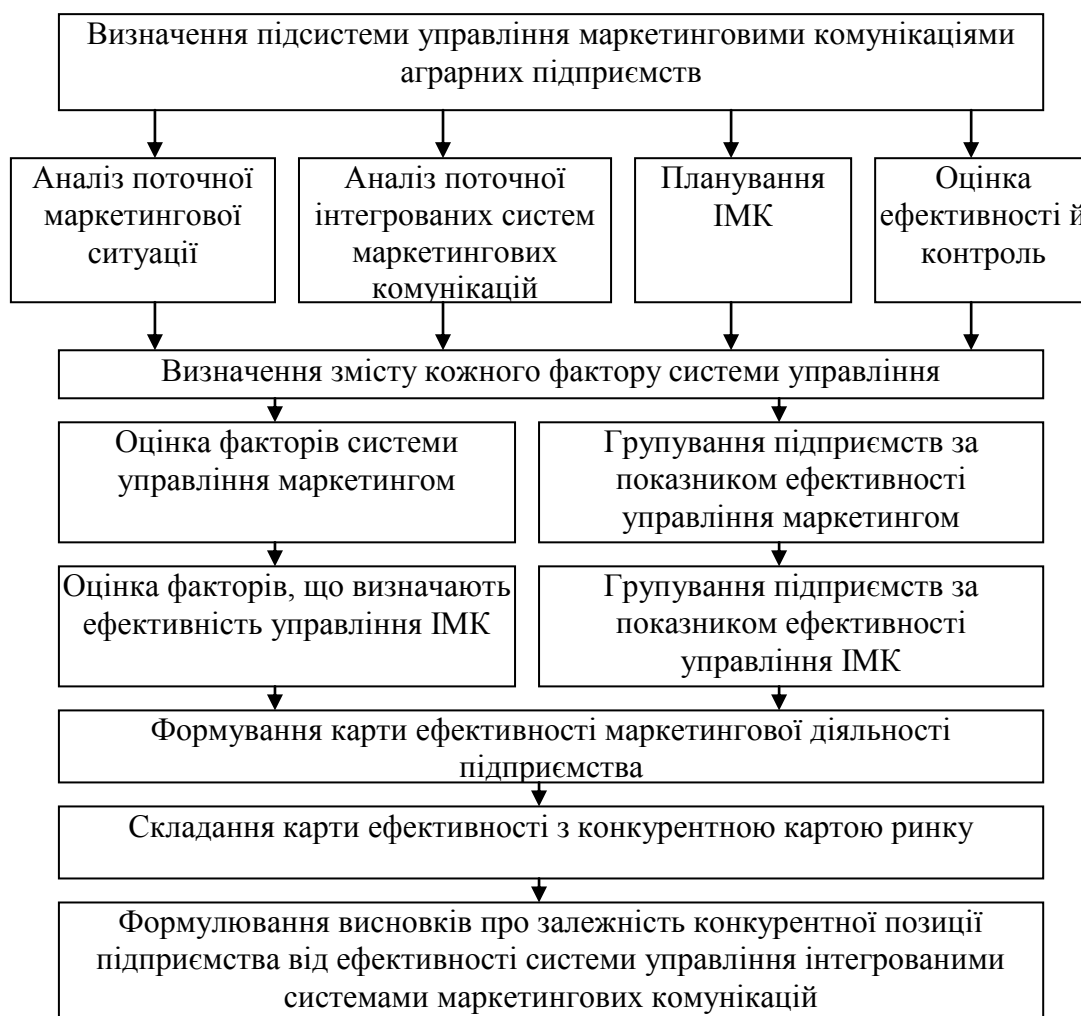 Визначення підсистеми управління маркетинговими комунікаціями
аграрних підприємств
Аналіз поточної
маркетингової
ситуації
Аналіз поточної
інтегрованих систем
маркетингових
комунікацій
Планування
ІМК
Оцінка
ефективності й
контроль
Визначення змісту кожного фактору системи управління
Оцінка факторів системи
управління маркетингом
Групування підприємств за
показником ефективності
управління маркетингом
Оцінка факторів, що визначають
ефективність управління ІМК
Групування підприємств за
показником ефективності
управління ІМК
Формування карти ефективності маркетингової діяльності
підприємства
Складання карти ефективності з конкурентною картою ринку
Формулювання висновків про залежність конкурентної позиції
підприємства від ефективності системи управління інтегрованими
системами маркетингових комунікацій